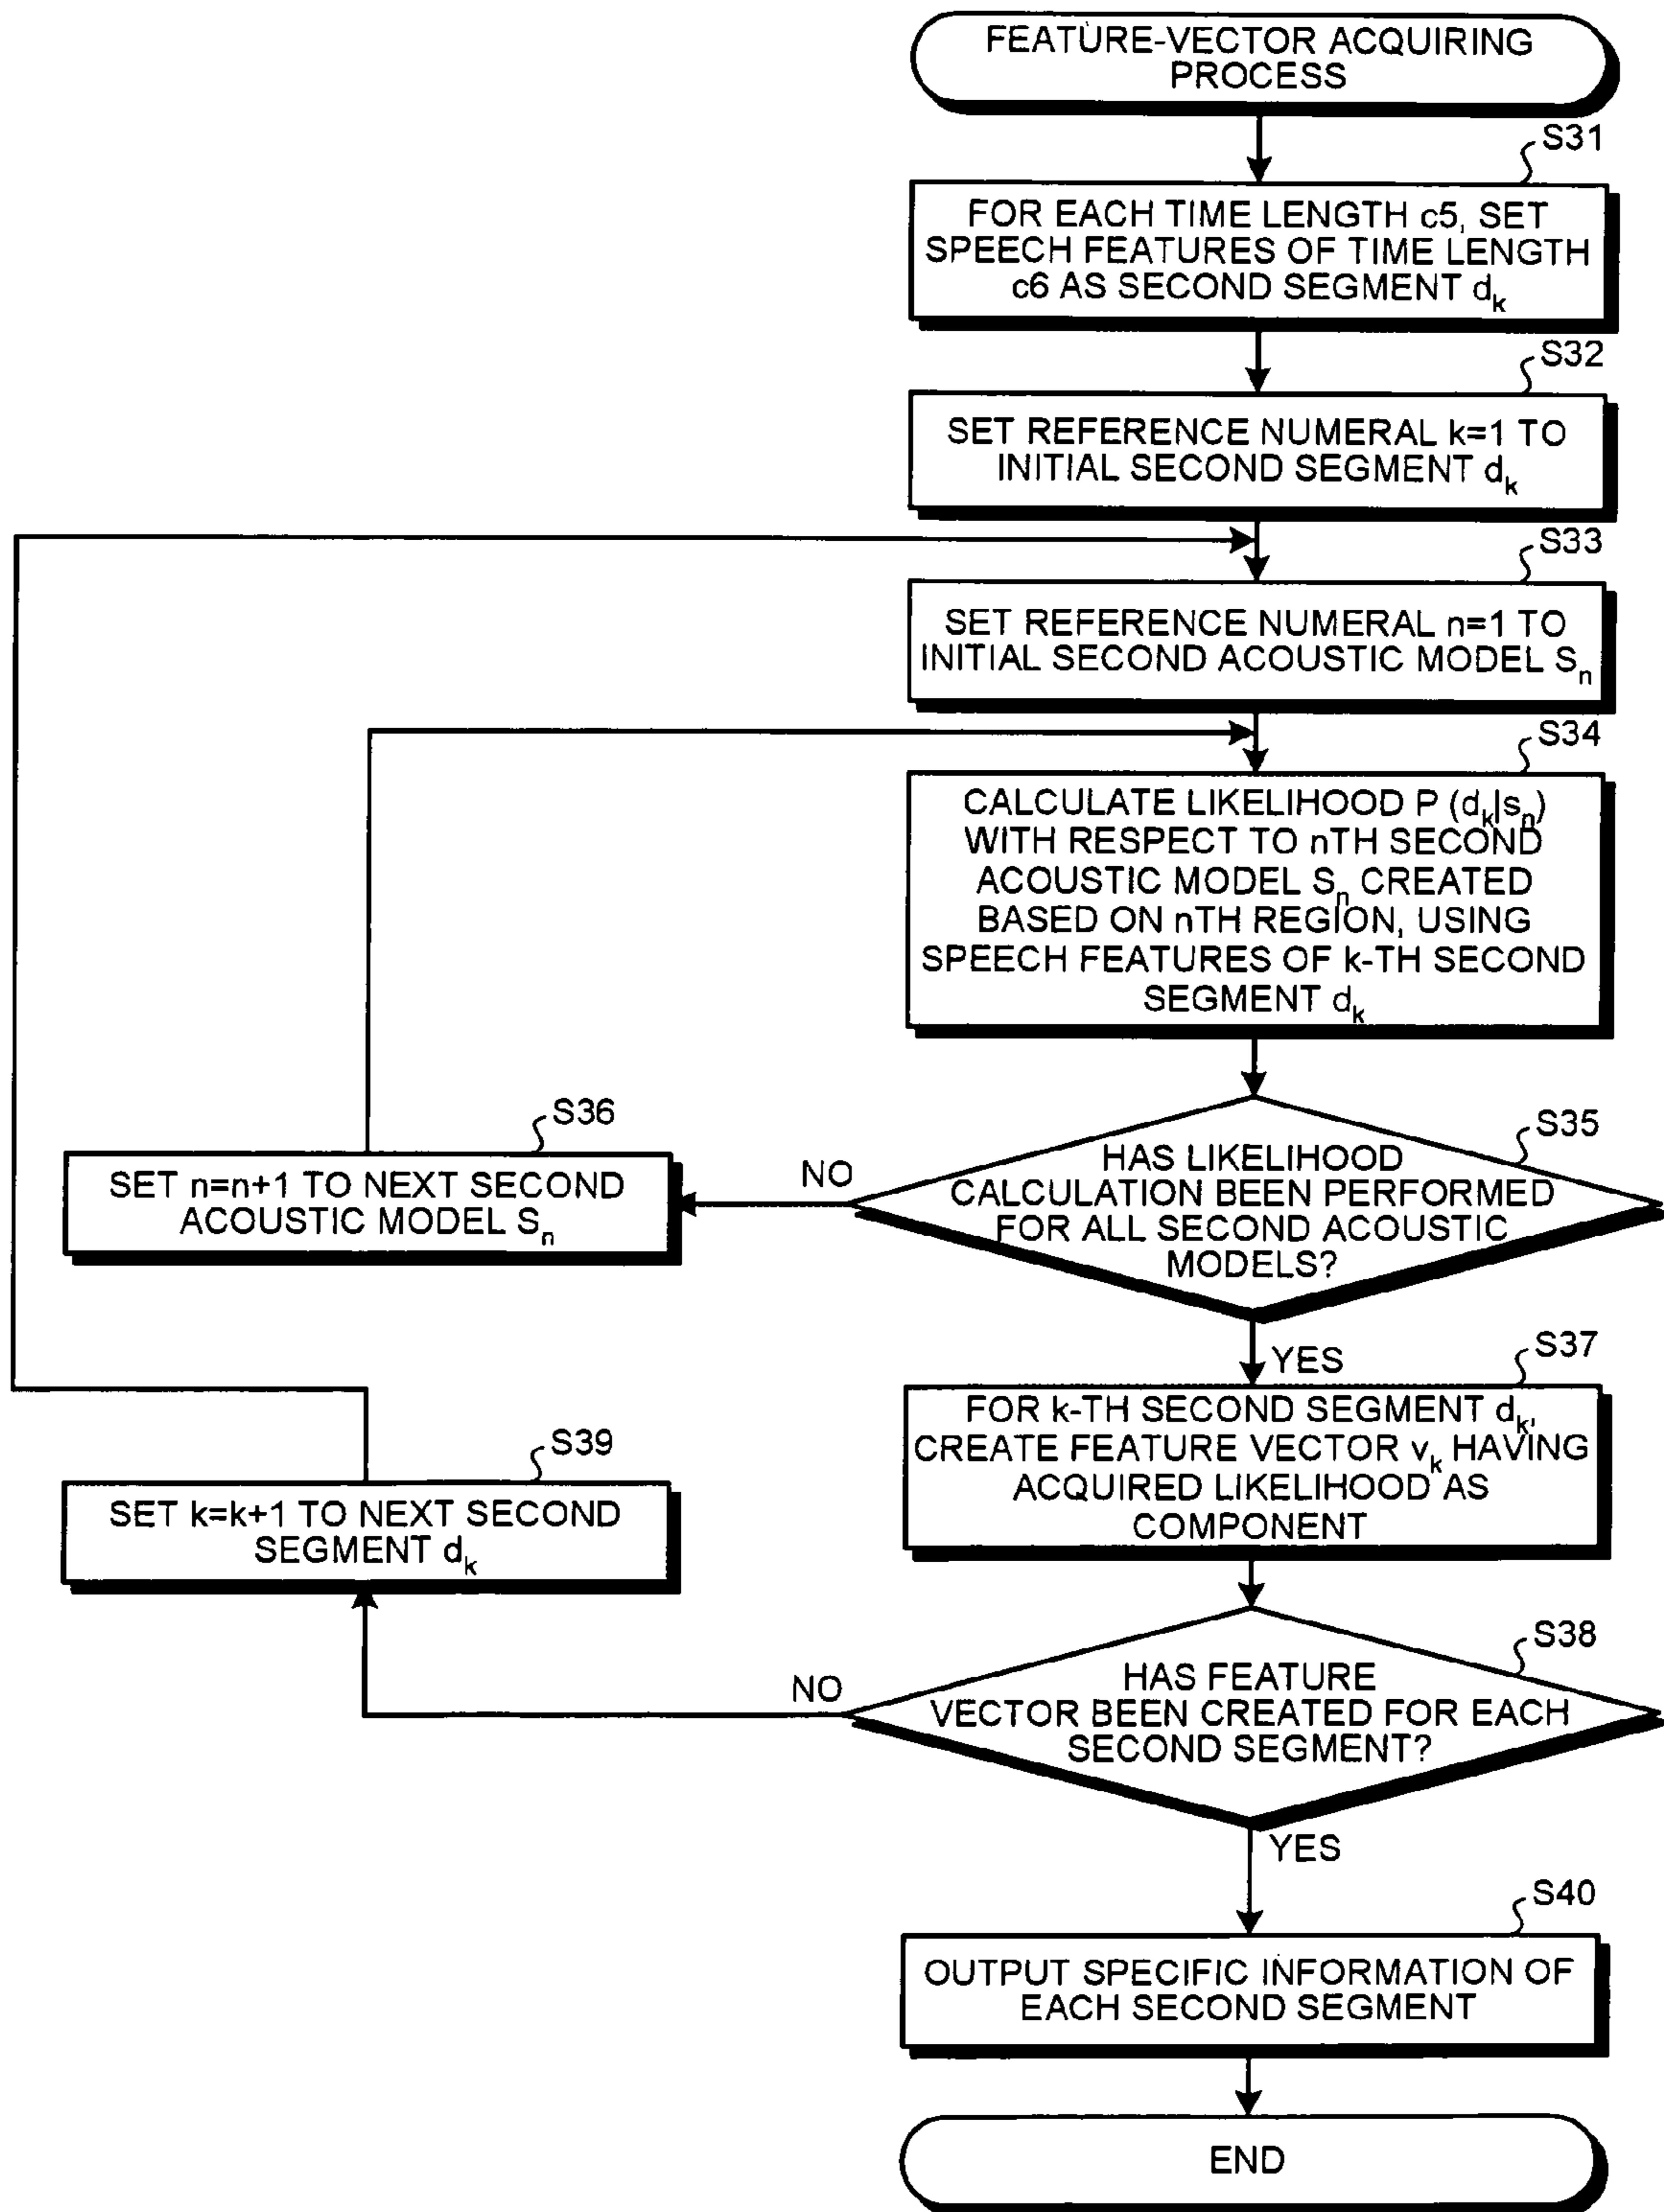 FEATURE-VECTOR ACQUIRING
PROCESS
S31
FOR EACH TIME LENGTH c5, SET
SPEECH FEATURES OF TIME LENGTH
c6 AS SECOND SEGMENT dk
S32
SET REFERENCE NUMERAL k=1 TO
INITIAL SECOND SEGMENT dk
S33
SET REFERENCE NUMERAL n=1 TO
INITIAL SECOND ACOUSTIC MODEL Sn
S34
CALCULATE LIKELIHOOD P (dk|sn)
WITH RESPECT TO nTH SECOND
ACOUSTIC MODEL Sn CREATED
BASED ON nTH REGION, USING
SPEECH FEATURES OF k-TH SECOND
SEGMENT dk
S35
HAS LIKELIHOOD
CALCULATION BEEN PERFORMED
FOR ALL SECOND ACOUSTIC
MODELS?
NO
S36
SET n=n+1 TO NEXT SECOND
ACOUSTIC MODEL Sn
YES
S37
FOR k-TH SECOND SEGMENT dk,
CREATE FEATURE VECTOR vk HAVING
ACQUIRED LIKELIHOOD AS
COMPONENT
S38
HAS FEATURE
VECTOR BEEN CREATED FOR EACH
SECOND SEGMENT?
NO
S39
SET k=k+1 TO NEXT SECOND
SEGMENT dk
YES
S40
OUTPUT SPECIFIC INFORMATION OF
EACH SECOND SEGMENT
END